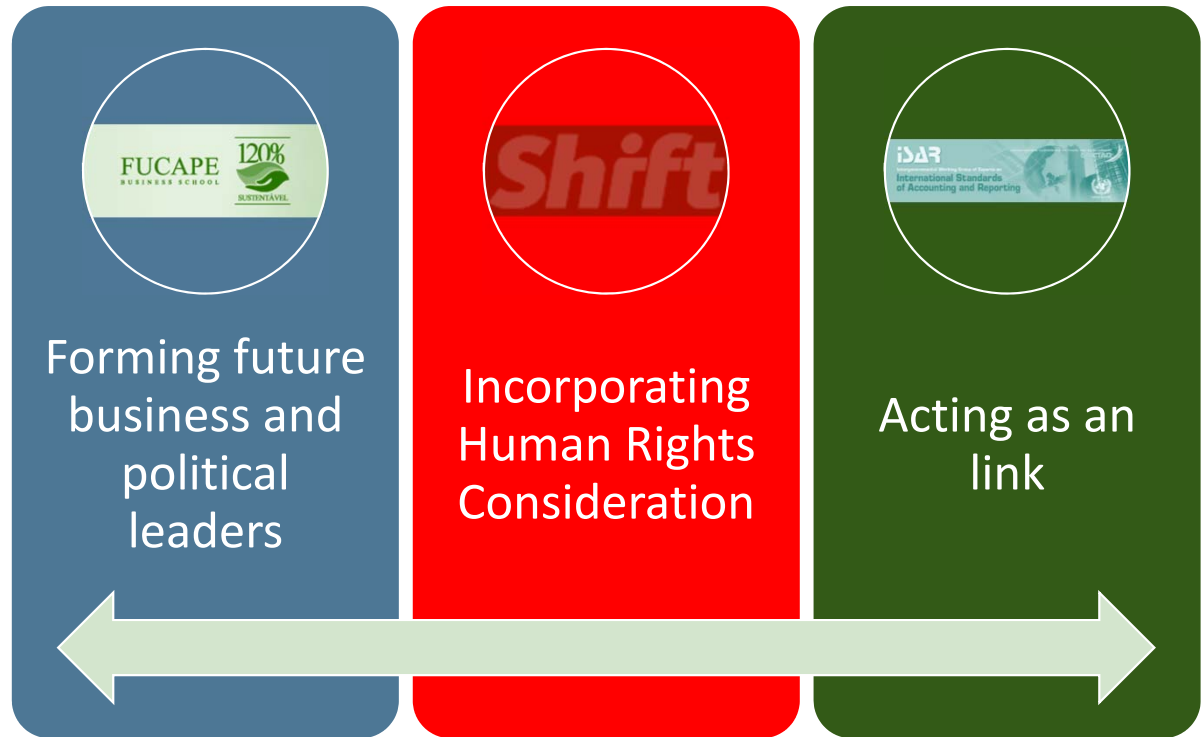 FUCAPE
BUSINESS SCHOOL
120%
SUSTENTÁVEL
Forming future
business and
political
leaders
Shift
Incorporating
Human Rights
Consideration
iSAR
International Standards
of Accounting and Reporting
Acting as an
link